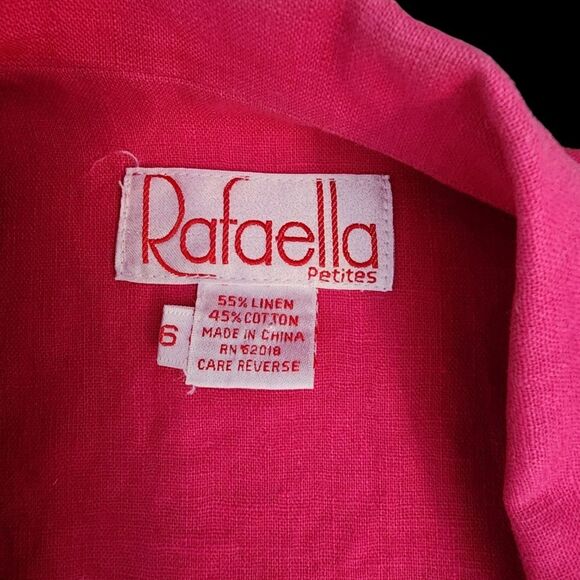 Rafaella
Petites
55% LINEN
45% COTTON
MADE IN CHINA
RN 62018
CARE REVERSE
6